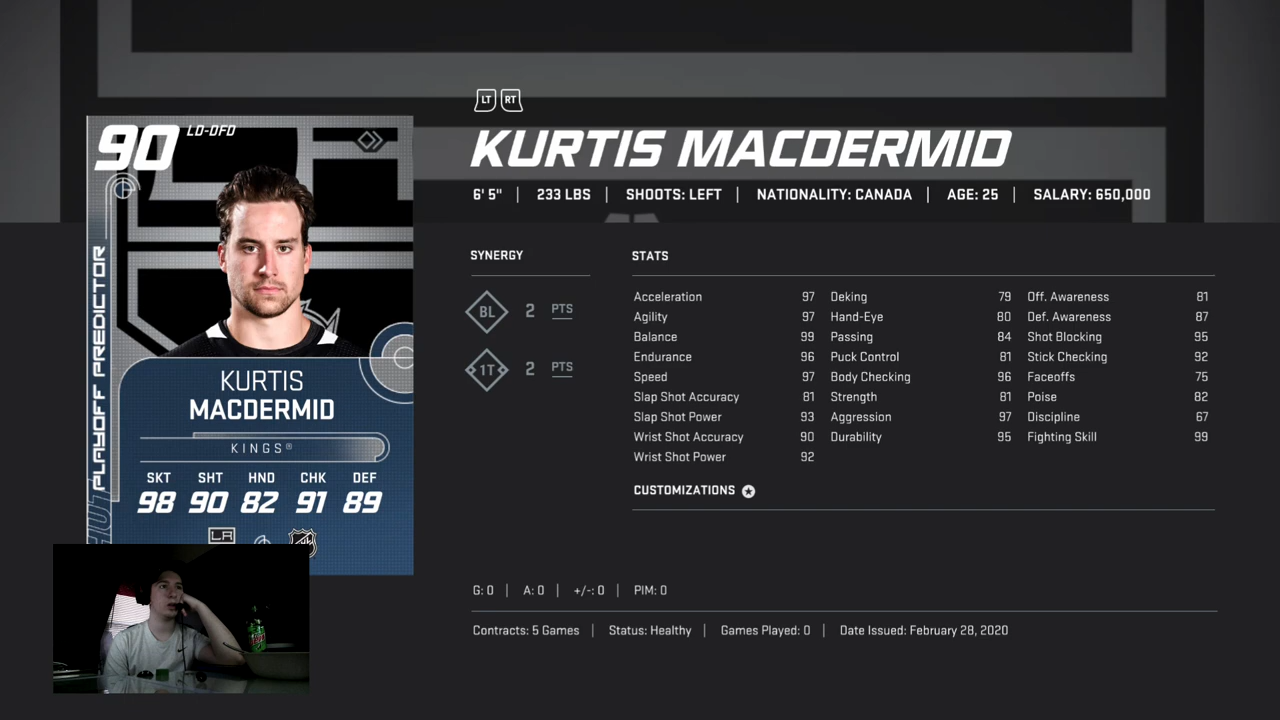 LT RT
90 LD-DFD
KURTIS MACDERMID
6' 5" | 233 LBS | SHOOTS: LEFT | NATIONALITY: CANADA | AGE: 25 | SALARY: 650,000
PLAYOFF PREDICTOR
HUT
KURTIS
MACDERMID
KINGS®
SKT SHT HND CHK DEF
98 90 82 91 89
LA
NHL
SYNERGY
BL 2 PTS
1T 2 PTS
STATS
Acceleration 97 Deking 79 Off. Awareness 81
Agility 97 Hand-Eye 80 Def. Awareness 87
Balance 99 Passing 84 Shot Blocking 95
Endurance 96 Puck Control 81 Stick Checking 92
Speed 97 Body Checking 96 Faceoffs 75
Slap Shot Accuracy 81 Strength 81 Poise 82
Slap Shot Power 93 Aggression 97 Discipline 67
Wrist Shot Accuracy 90 Durability 95 Fighting Skill 99
Wrist Shot Power 92
CUSTOMIZATIONS
G: 0 | A: 0 | +/-: 0 | PIM: 0
Contracts: 5 Games | Status: Healthy | Games Played: 0 | Date Issued: February 28, 2020